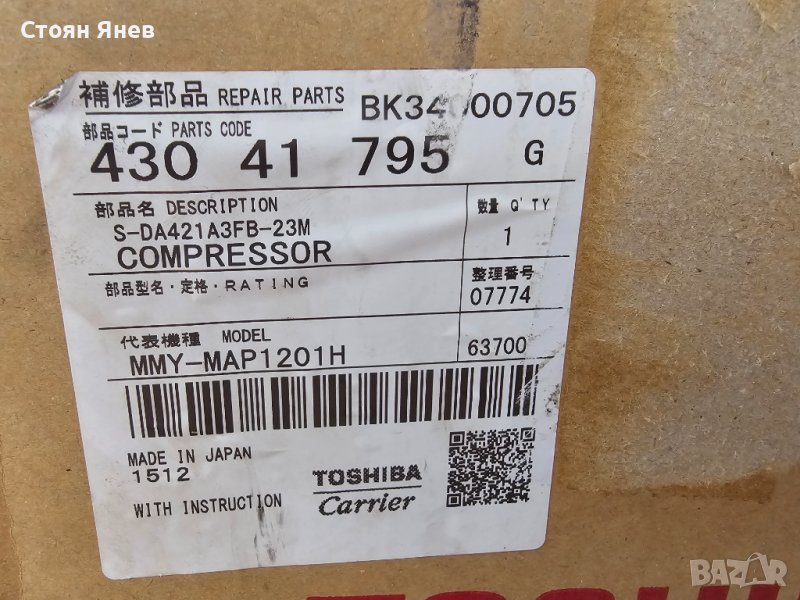 Стоян Янев
補修部品 REPAIR PARTS BK34 00705
部品コード PARTS CODE
430 41 795 G
部品名 DESCRIPTION 数量 Q'TY
S-DA421A3FB-23M 1
COMPRESSOR
部品型名・定格・RATING 整理番号
07774
代表機種 MODEL 63700
MMY-MAP1201H
MADE IN JAPAN
1512
WITH INSTRUCTION
TOSHIBA
Carrier
BAZAR